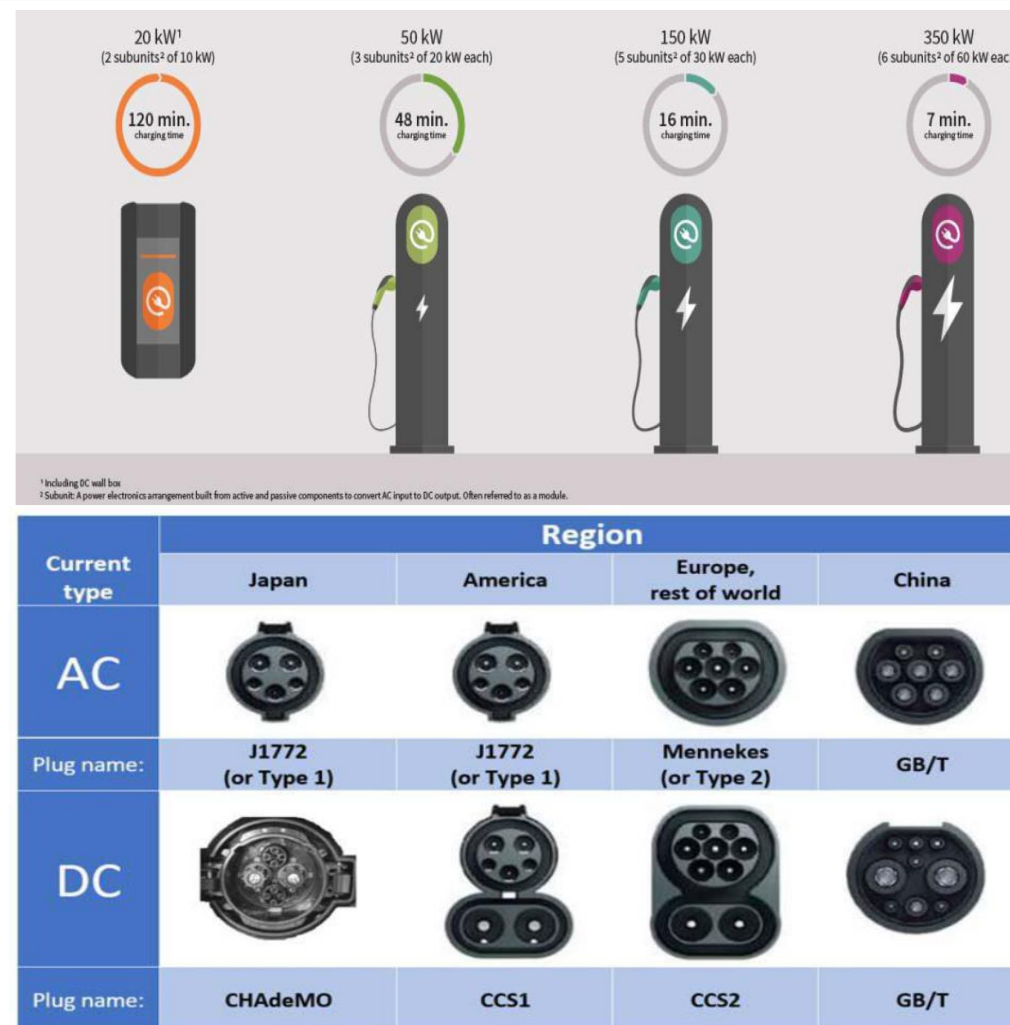 20 kW¹
(2 subunits² of 10 kW)
50 kW
(3 subunits² of 20 kW each)
150 kW
(5 subunits² of 30 kW each)
350 kW
(6 subunits² of 60 kW eac
120 min.
charging time
48 min.
charging time
16 min.
charging time
7 min.
charging time
¹ Including DC wall box
² Subunit: A power electronics arrangement built from active and passive components to convert AC input to DC output. Often referred to as a module.
Region
Current
type
Japan
America
Europe,
rest of world
China
AC
Plug name:
J1772
(or Type 1)
J1772
(or Type 1)
Mennekes
(or Type 2)
GB/T
DC
Plug name:
CHAdeMO
CCS1
CCS2
GB/T